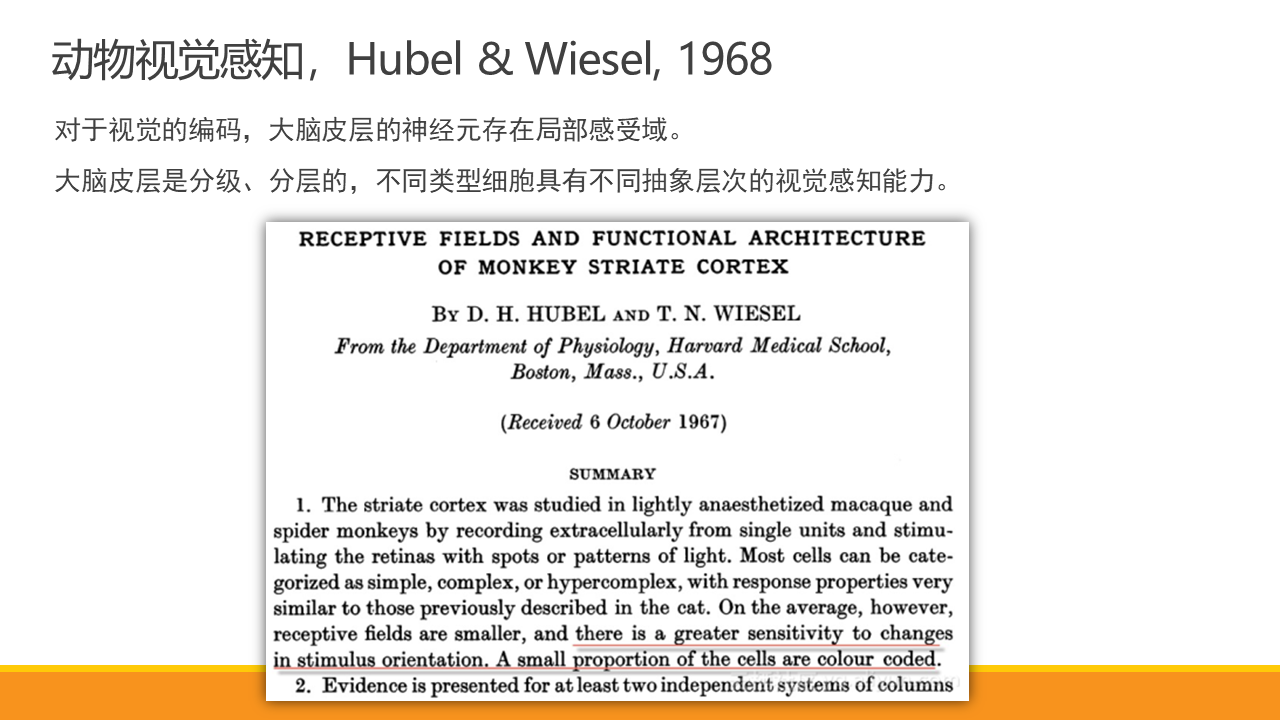 动物视觉感知，Hubel & Wiesel, 1968
对于视觉的编码，大脑皮层的神经元存在局部感受域。
大脑皮层是分级、分层的，不同类型细胞具有不同抽象层次的视觉感知能力。
RECEPTIVE FIELDS AND FUNCTIONAL ARCHITECTURE
OF MONKEY STRIATE CORTEX
By D. H. HUBEL AND T. N. WIESEL
From the Department of Physiology, Harvard Medical School,
Boston, Mass., U.S.A.
(Received 6 October 1967)
SUMMARY
1. The striate cortex was studied in lightly anaesthetized macaque and
spider monkeys by recording extracellularly from single units and stimu-
lating the retinas with spots or patterns of light. Most cells can be cate-
gorized as simple, complex, or hypercomplex, with response properties very
similar to those previously described in the cat. On the average, however,
receptive fields are smaller, and there is a greater sensitivity to changes
in stimulus orientation. A small proportion of the cells are colour coded.
2. Evidence is presented for at least two independent systems of columns